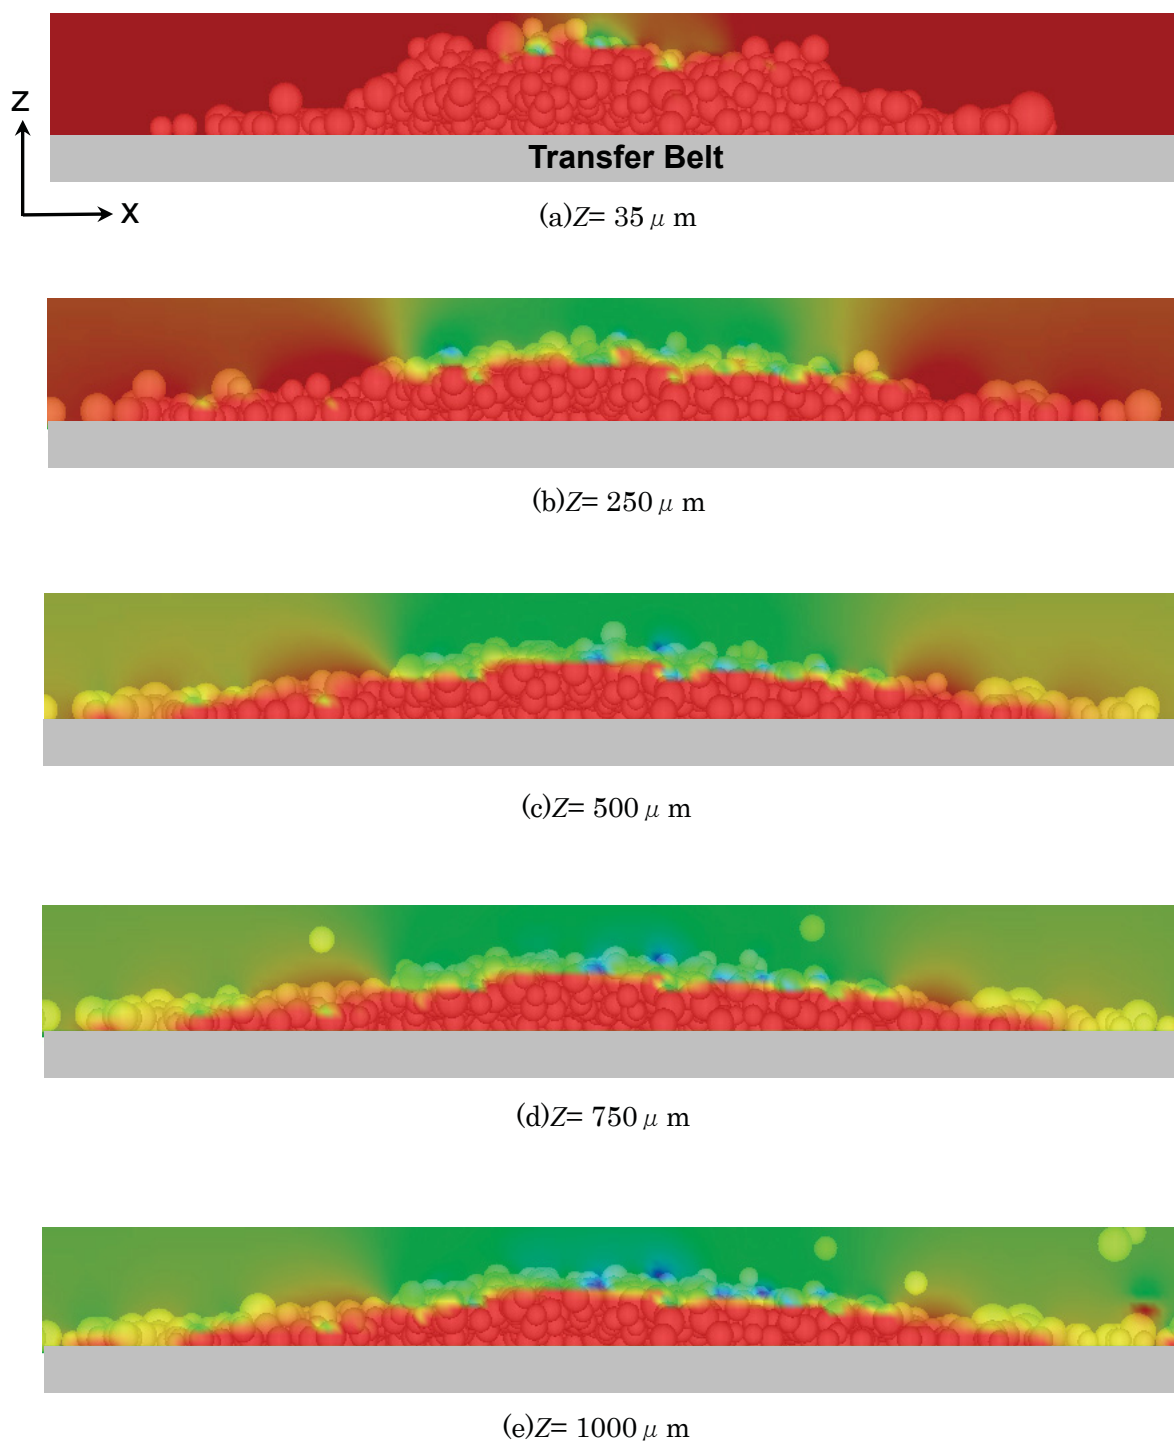 Z
Transfer Belt
X
(a)Z= 35 μ m
(b)Z= 250 μ m
(c)Z= 500 μ m
(d)Z= 750 μ m
(e)Z= 1000 μ m